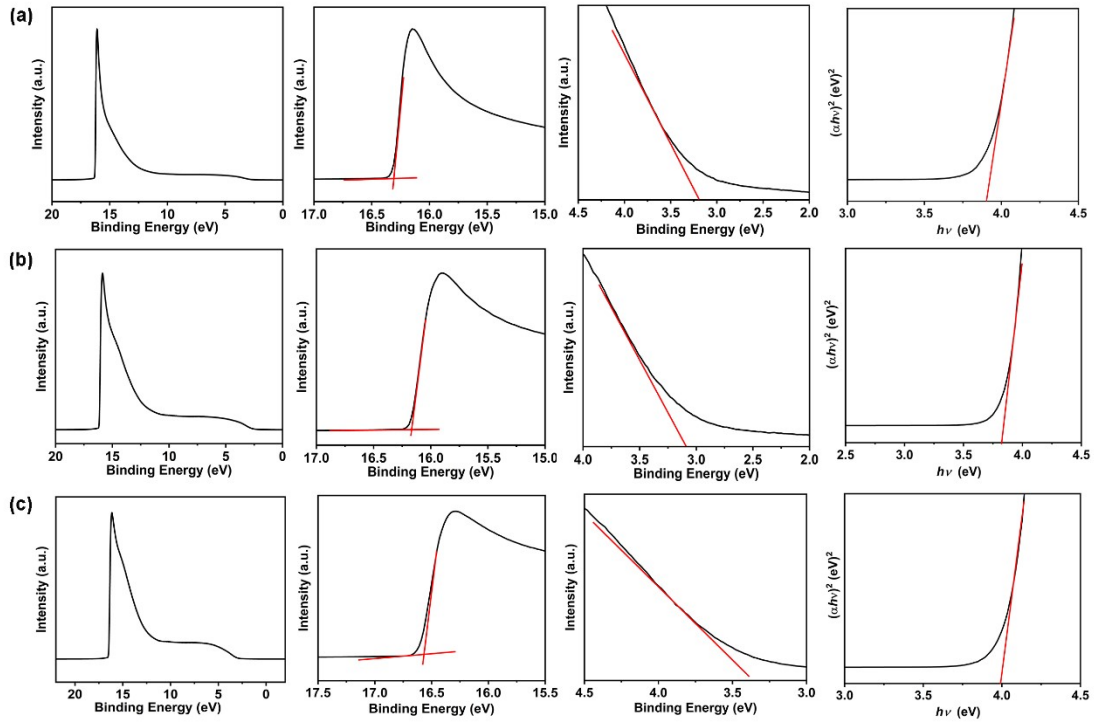 (a)
Intensity (a.u.)
20 15 10 5 0
Binding Energy (eV)
Intensity (a.u.)
17.0 16.5 16.0 15.5 15.0
Binding Energy (eV)
Intensity (a.u.)
4.5 4.0 3.5 3.0 2.5 2.0
Binding Energy (eV)
(αhν)² (eV)²
3.0 3.5 4.0 4.5
hν (eV)
(b)
Intensity (a.u.)
20 15 10 5 0
Binding Energy (eV)
Intensity (a.u.)
17.0 16.5 16.0 15.5 15.0
Binding Energy (eV)
Intensity (a.u.)
4.0 3.5 3.0 2.5 2.0
Binding Energy (eV)
(αhν)² (eV)²
2.5 3.0 3.5 4.0 4.5
hν (eV)
(c)
Intensity (a.u.)
20 15 10 5 0
Binding Energy (eV)
Intensity (a.u.)
17.5 17.0 16.5 16.0 15.5
Binding Energy (eV)
Intensity (a.u.)
4.5 4.0 3.5 3.0
Binding Energy (eV)
(αhν)² (eV)²
3.0 3.5 4.0 4.5
hν (eV)